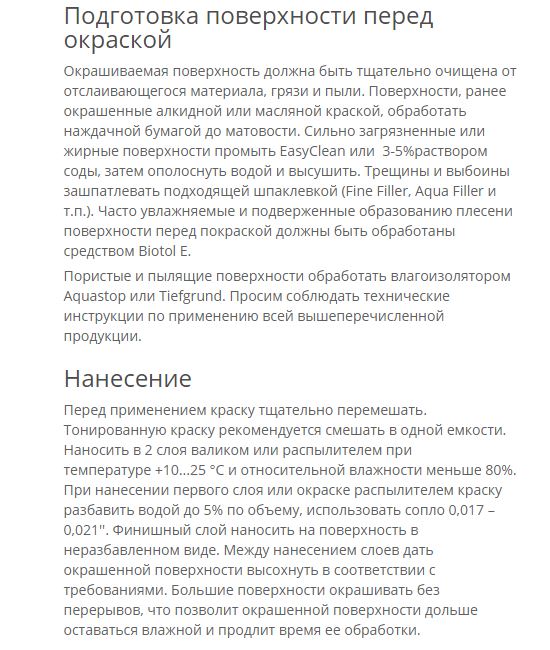 Подготовка поверхности перед
окраской
Окрашиваемая поверхность должна быть тщательно очищена от
отслаивающегося материала, грязи и пыли. Поверхности, ранее
окрашенные алкидной или масляной краской, обработать
наждачной бумагой до матовости. Сильно загрязненные или
жирные поверхности промыть EasyClean или  3-5%раствором
соды, затем ополоснуть водой и высушить. Трещины и выбоины
зашпатлевать подходящей шпаклевкой (Fine Filler, Aqua Filler и
т.п.). Часто увлажняемые и подверженные образованию плесени
поверхности перед покраской должны быть обработаны
средством Biotol E.
Пористые и пылящие поверхности обработать влагоизолятором
Aquastop или Tiefgrund. Просим соблюдать технические
инструкции по применению всей вышеперечисленной
продукции.
Нанесение
Перед применением краску тщательно перемешать.
Тонированную краску рекомендуется смешать в одной емкости.
Наносить в 2 слоя валиком или распылителем при
температуре +10...25 °C и относительной влажности меньше 80%.
При нанесении первого слоя или окраске распылителем краску
разбавить водой до 5% по объему, использовать сопло 0,017 –
0,021". Финишный слой наносить на поверхность в
неразбавленном виде. Между нанесением слоев дать
окрашенной поверхности высохнуть в соответствии с
требованиями. Большие поверхности окрашивать без
перерывов, что позволит окрашенной поверхности дольше
оставаться влажной и продлит время ее обработки.